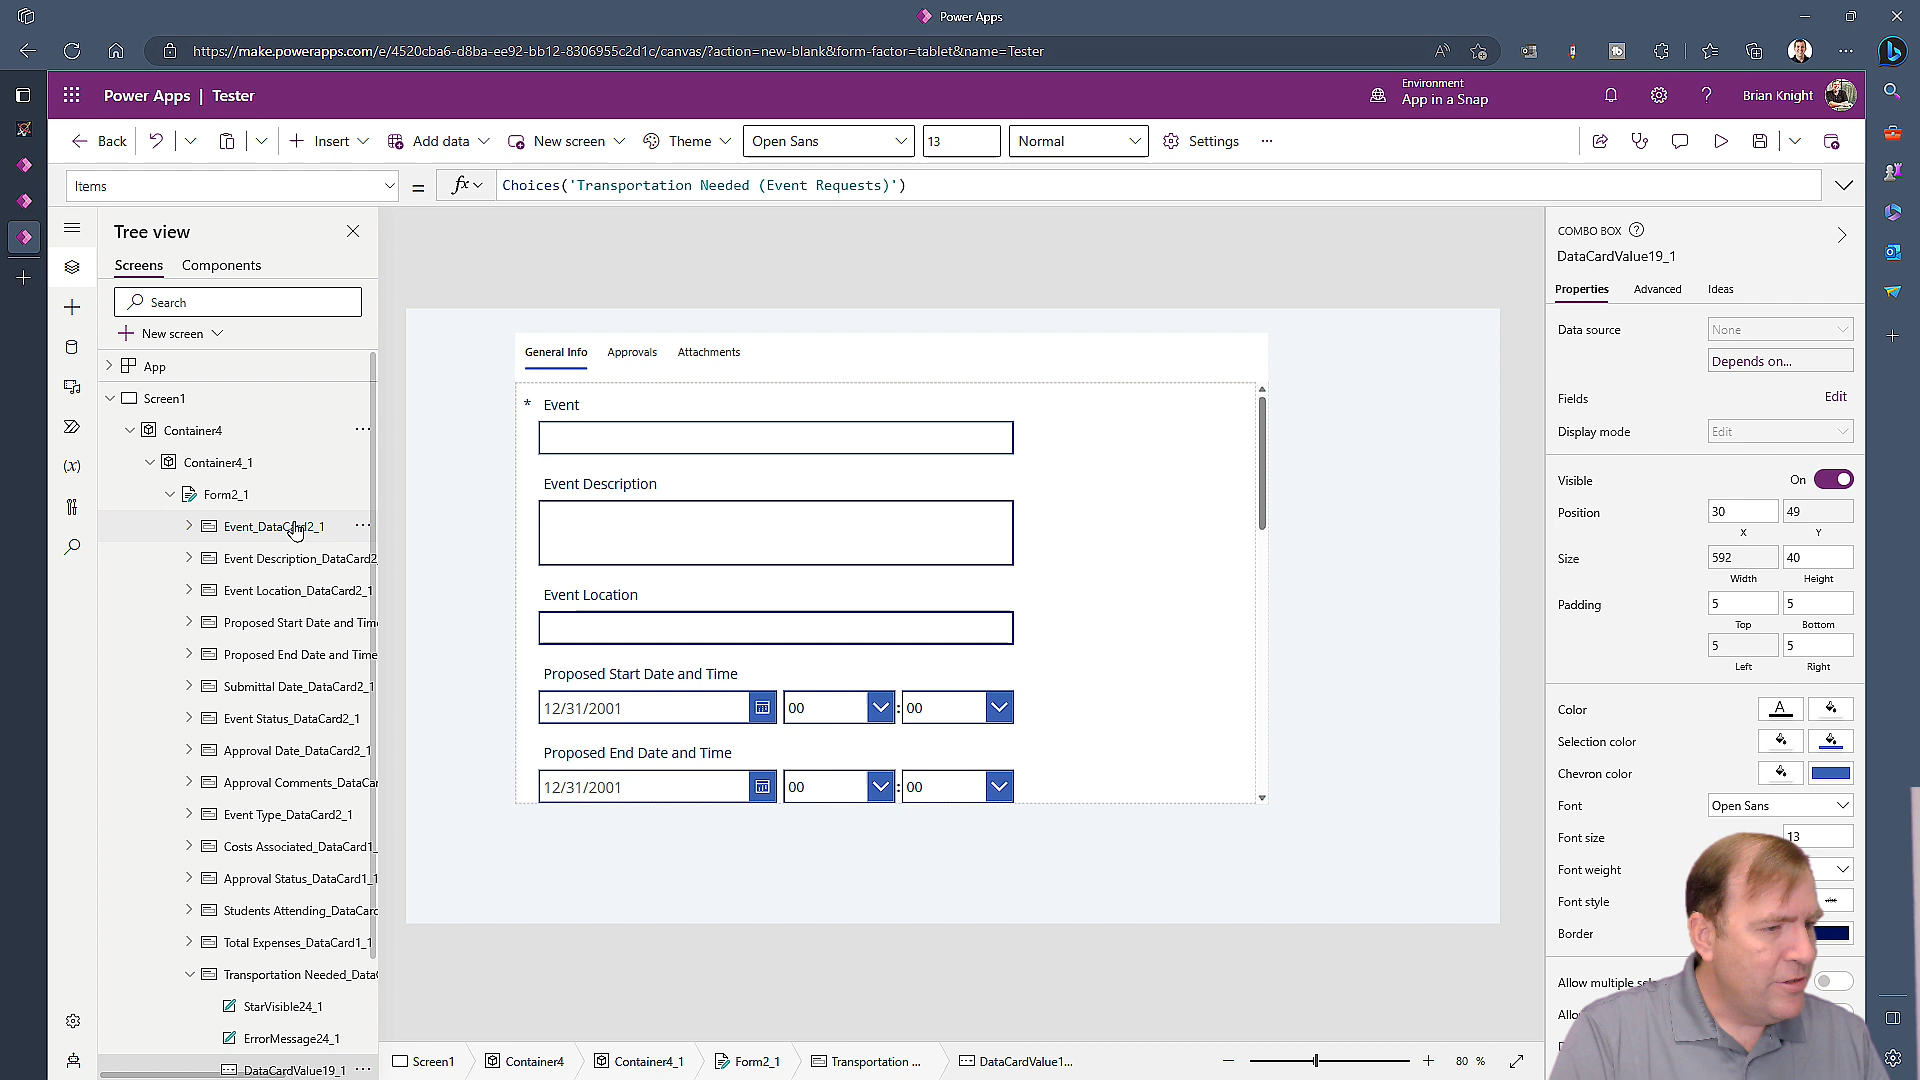 Power Apps
https://make.powerapps.com/e/4520cba6-d8ba-ee92-bb12-8306955c2d1c/canvas/?action=new-blank&form-factor=tablet&name=Tester
Power Apps | Tester
Environment
App in a Snap
Brian Knight
Back
Insert
Add data
New screen
Theme
Open Sans
13
Normal
Settings
Items
=
fx
Choices('Transportation Needed (Event Requests)')
Tree view
Screens
Components
Search
New screen
App
Screen1
Container4
Container4_1
Form2_1
Event_DataCard2_1
Event Description_DataCard2
Event Location_DataCard2_1
Proposed Start Date and Time
Proposed End Date and Time
Submittal Date_DataCard2_1
Event Status_DataCard2_1
Approval Date_DataCard2_1
Approval Comments_DataCar
Event Type_DataCard2_1
Costs Associated_DataCard1_
Approval Status_DataCard1_1
Students Attending_DataCard
Total Expenses_DataCard1_1
Transportation Needed_DataC
StarVisible24_1
ErrorMessage24_1
DataCardValue19_1
General Info
Approvals
Attachments
* Event
Event Description
Event Location
Proposed Start Date and Time
12/31/2001
00
:
00
Proposed End Date and Time
12/31/2001
00
:
00
COMBO BOX
DataCardValue19_1
Properties
Advanced
Ideas
Data source
None
Depends on...
Fields
Edit
Display mode
Edit
Visible
On
Position
30
49
X
Y
Size
592
40
Width
Height
Padding
5
5
Top
Bottom
5
5
Left
Right
Color
Selection color
Chevron color
Font
Open Sans
Font size
13
Font weight
Font style
Border
Allow multiple
Screen1
Container4
Container4_1
Form2_1
Transportation ...
DataCardValue1...
80 %